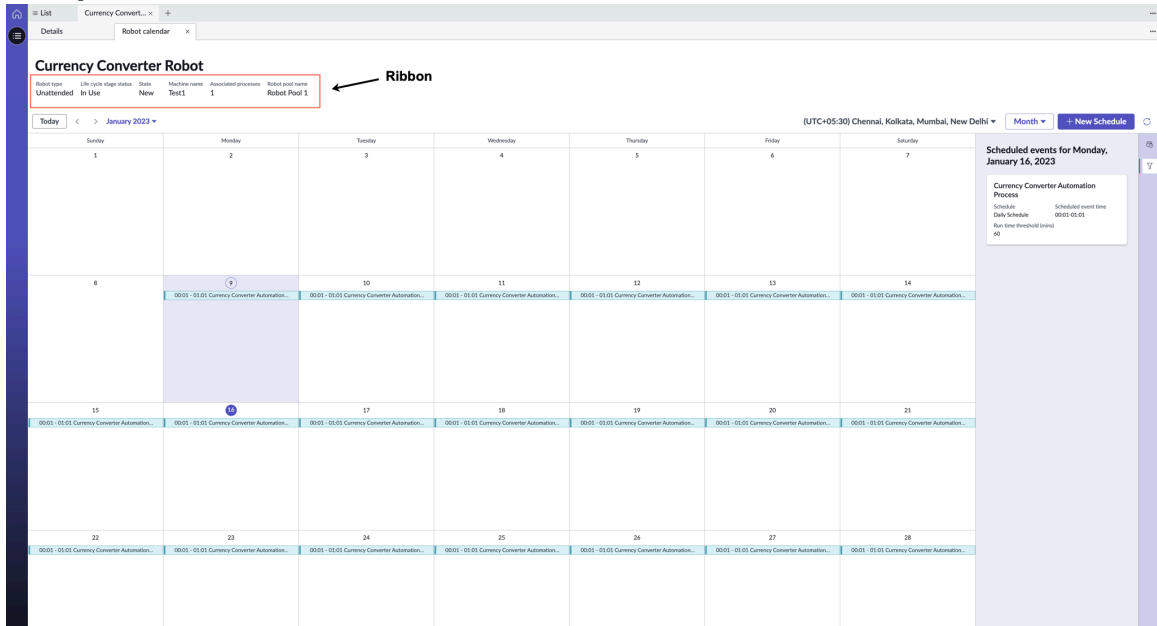 ≡ List Currency Convert... × +
Details Robot calendar ×
Currency Converter Robot
Robot type Life cycle stage status State Machine name Associated processes Robot pool name
Unattended In Use New Test1 1 Robot Pool 1
Ribbon
Today < > January 2023 (UTC+05:30) Chennai, Kolkata, Mumbai, New Delhi Month + New Schedule
Sunday Monday Tuesday Wednesday Thursday Friday Saturday
1 2 3 4 5 6 7
8 9 10 11 12 13 14
00:01 - 01:01 Currency Converter Automation... 00:01 - 01:01 Currency Converter Automation... 00:01 - 01:01 Currency Converter Automation... 00:01 - 01:01 Currency Converter Automation... 00:01 - 01:01 Currency Converter Automation... 00:01 - 01:01 Currency Converter Automation...
15 16 17 18 19 20 21
00:01 - 01:01 Currency Converter Automation... 00:01 - 01:01 Currency Converter Automation... 00:01 - 01:01 Currency Converter Automation... 00:01 - 01:01 Currency Converter Automation... 00:01 - 01:01 Currency Converter Automation... 00:01 - 01:01 Currency Converter Automation... 00:01 - 01:01 Currency Converter Automation...
22 23 24 25 26 27 28
00:01 - 01:01 Currency Converter Automation... 00:01 - 01:01 Currency Converter Automation... 00:01 - 01:01 Currency Converter Automation... 00:01 - 01:01 Currency Converter Automation... 00:01 - 01:01 Currency Converter Automation... 00:01 - 01:01 Currency Converter Automation... 00:01 - 01:01 Currency Converter Automation...
Scheduled events for Monday,
January 16, 2023
Currency Converter Automation
Process
Schedule Scheduled event time
Daily Schedule 00:01-01:01
Run time threshold (mins)
60